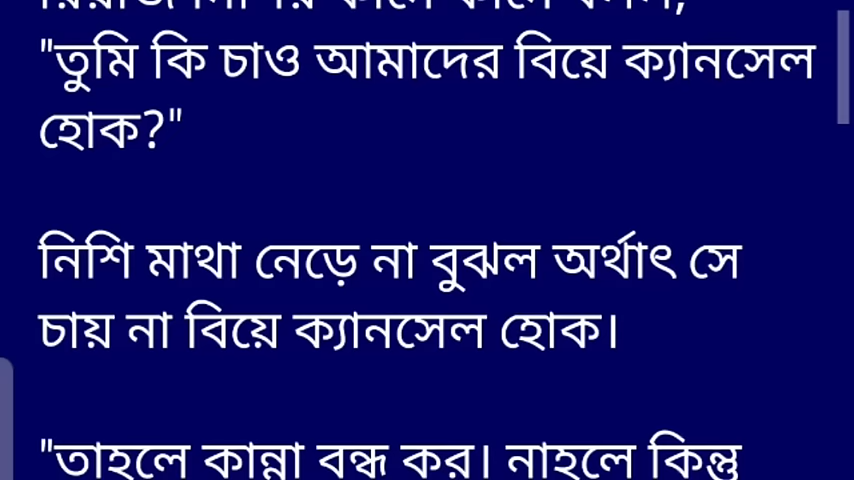 "তুমি কি চাও আমাদের বিয়ে ক্যানসেল
হোক?"
নিশি মাথা নেড়ে না বুঝল অর্থাৎ সে
চায় না বিয়ে ক্যানসেল হোক।
"তাহলে কান্না বন্ধ কর। নাহলে কিন্তু